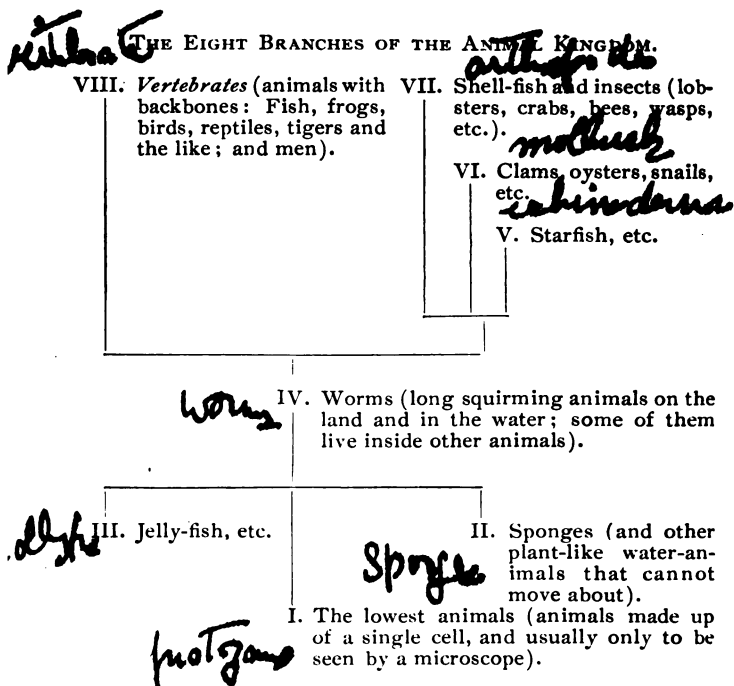 THE EIGHT BRANCHES OF THE ANIMAL KINGDOM.
arthropodes
VIII. Vertebrates (animals with
backbones: Fish, frogs,
birds, reptiles, tigers and
the like; and men).
VII. Shell-fish and insects (lob-
sters, crabs, bees, wasps,
etc.).
mollusk
VI. Clams, oysters, snails,
etc.
V. Starfish, etc.
worms
IV. Worms (long squirming animals on the
land and in the water; some of them
live inside other animals).
III. Jelly-fish, etc.
II. Sponges (and other
plant-like water-an-
imals that cannot
move about).
Sponges
I. The lowest animals (animals made up
of a single cell, and usually only to be
seen by a microscope).